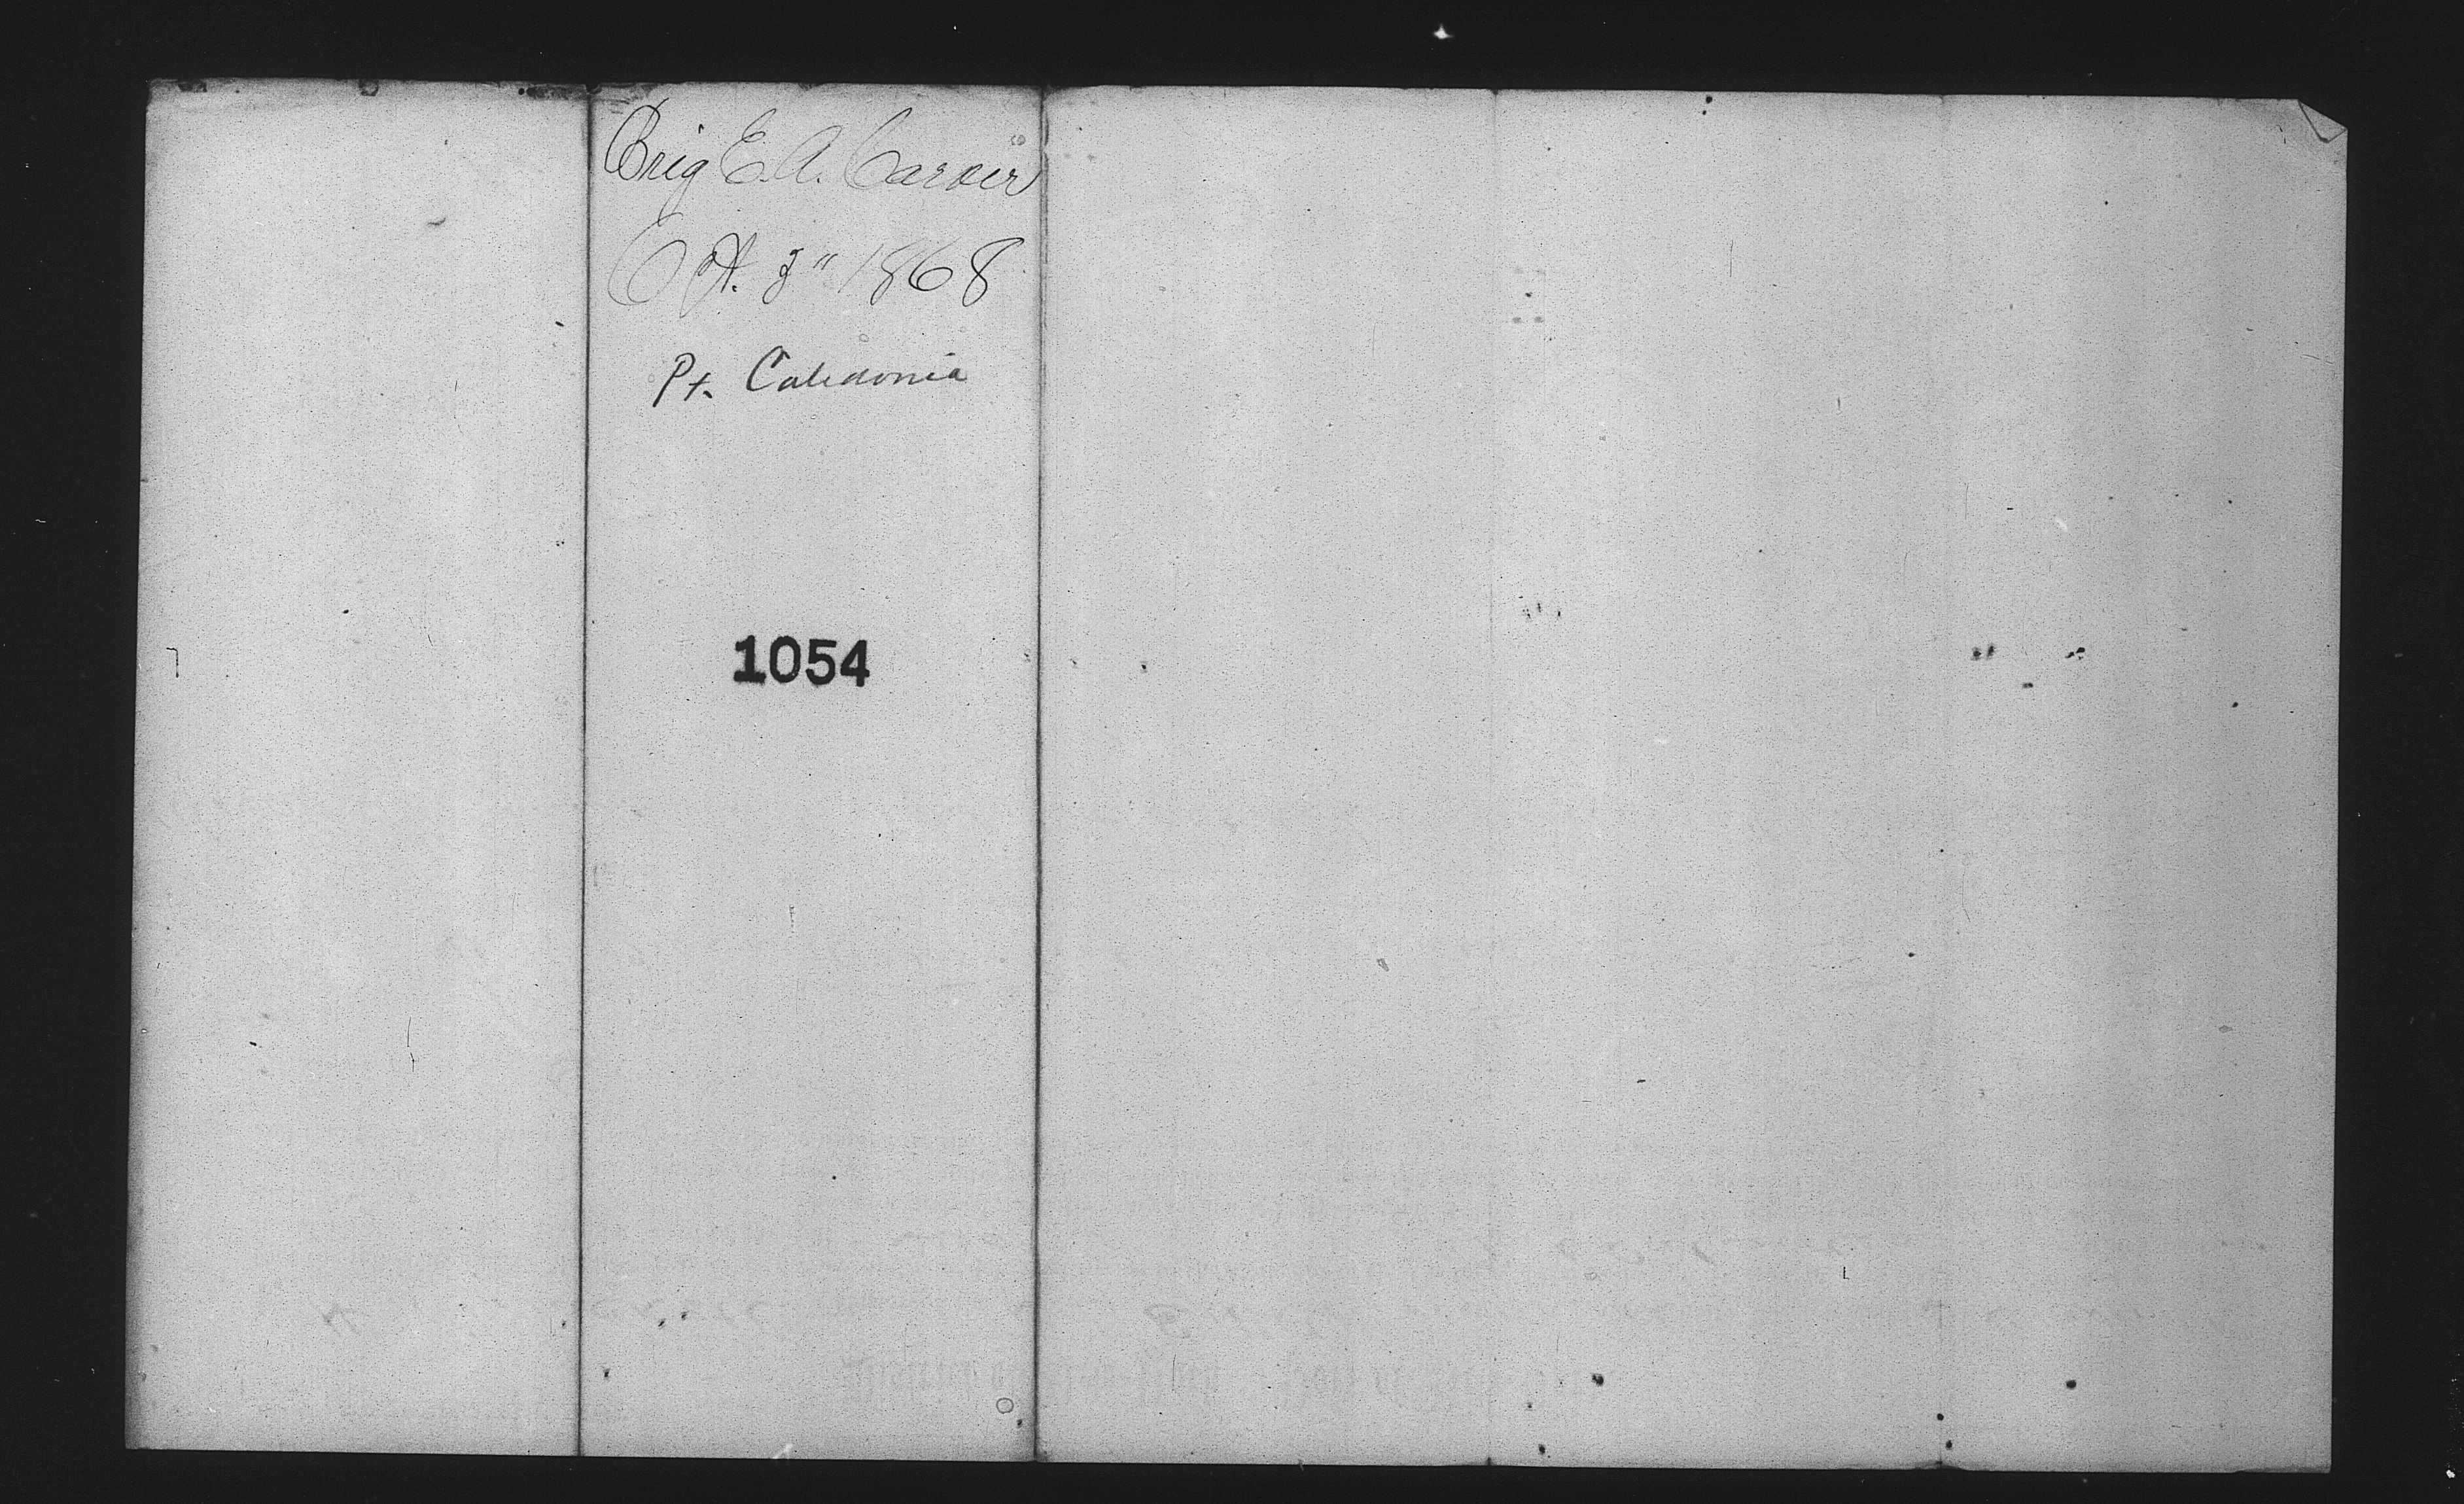 Brig E.A. Carver
Oct. 3" 1868
Pt. Caledonia
1054